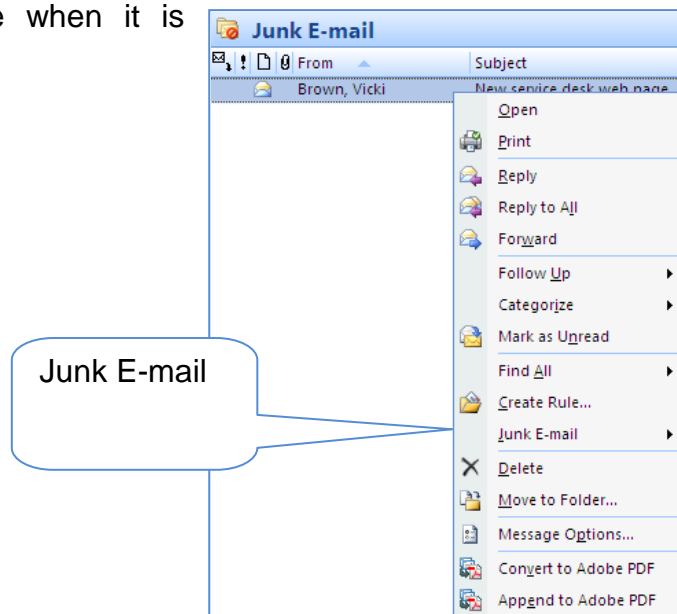 when it is
Junk E-mail
! From Subject
Brown, Vicki New service desk web page
Open
Print
Reply
Reply to All
Forward
Follow Up
Categorize
Mark as Unread
Find All
Create Rule...
Junk E-mail
Junk E-mail
Delete
Move to Folder...
Message Options...
Convert to Adobe PDF
Append to Adobe PDF